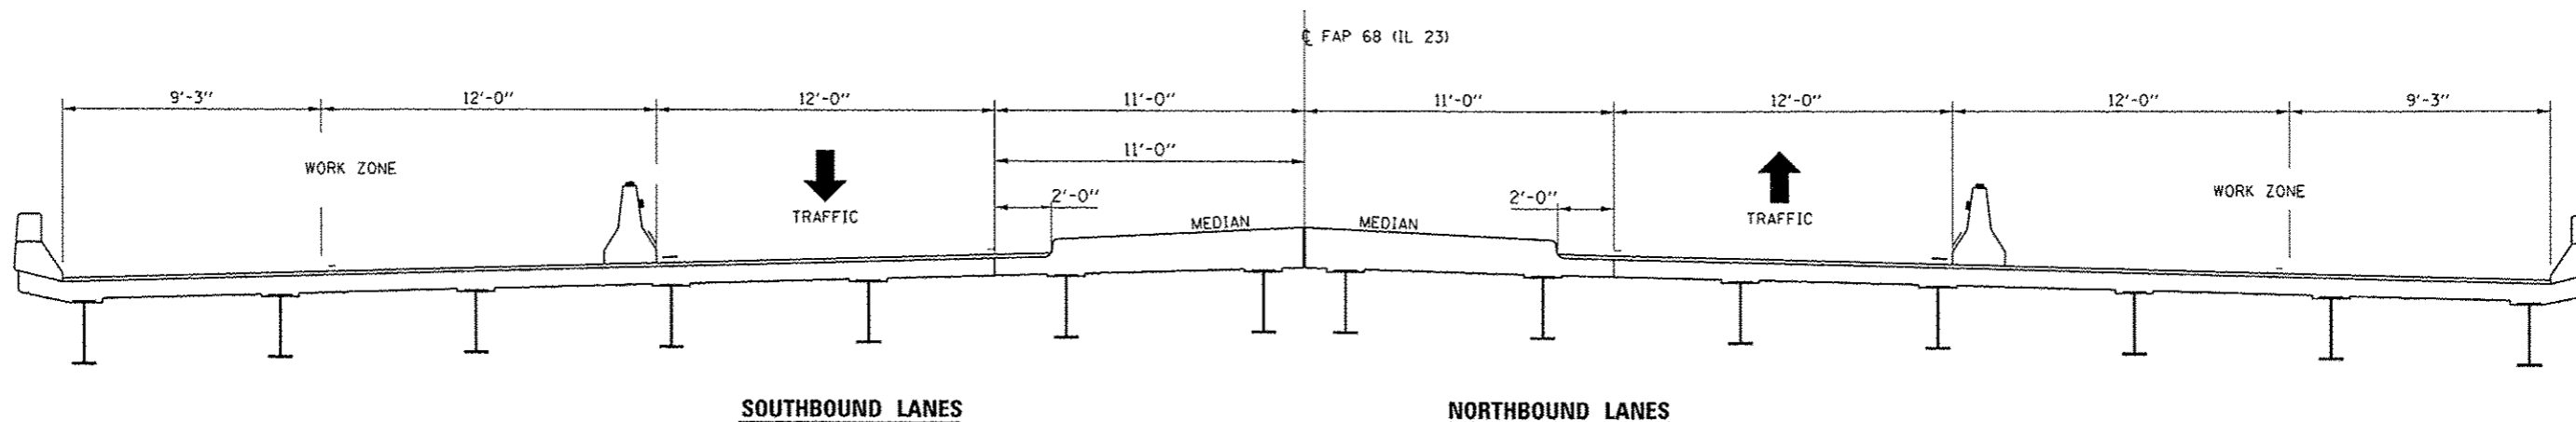 ℄ FAP 68 (IL 23)
9'-3" 12'-0" 12'-0" 11'-0" 11'-0" 12'-0" 12'-0" 9'-3"
11'-0"
WORK ZONE
WORK ZONE
2'-0" 2'-0"
TRAFFIC
MEDIAN MEDIAN
TRAFFIC
SOUTHBOUND LANES NORTHBOUND LANES